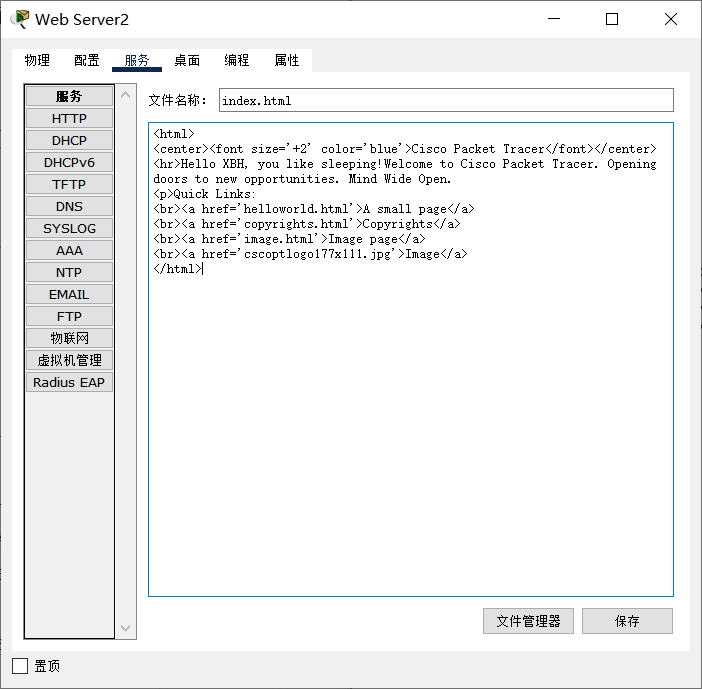 Web Server2
物理 配置 服务 桌面 编程 属性
服务
HTTP
DHCP
DHCPv6
TFTP
DNS
SYSLOG
AAA
NTP
EMAIL
FTP
物联网
虚拟机管理
Radius EAP
文件名称： index.html
<html>
<center><font size='+2' color='blue'>Cisco Packet Tracer</font></center>
<hr>Hello XBH, you like sleeping!Welcome to Cisco Packet Tracer. Opening
doors to new opportunities. Mind Wide Open.
<p>Quick Links:
<br><a href='helloworld.html'>A small page</a>
<br><a href='copyrights.html'>Copyrights</a>
<br><a href='image.html'>Image page</a>
<br><a href='cscoptlogo177x111.jpg'>Image</a>
</html>
文件管理器 保存
置顶